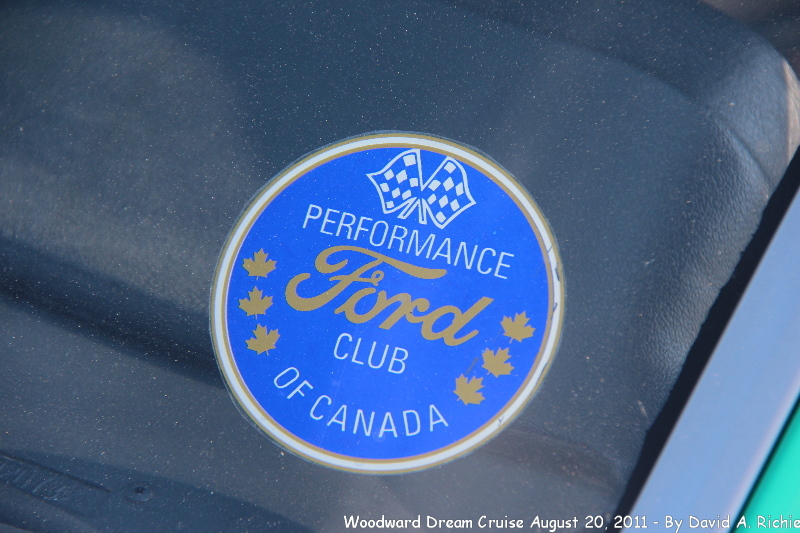 PERFORMANCE
Ford
CLUB
OF CANADA
Woodward Dream Cruise August 20, 2011 - By David A. Richie